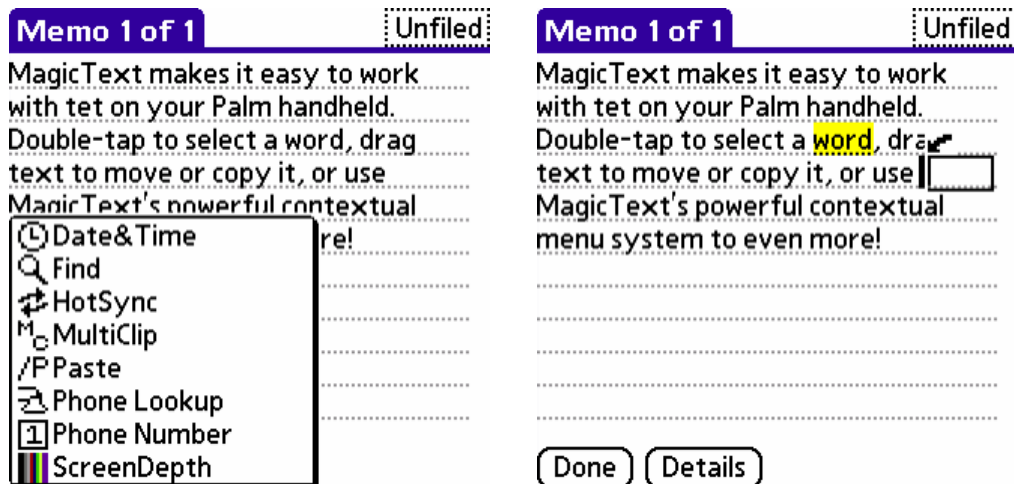 Memo 1 of 1
Unfiled
MagicText makes it easy to work
with tet on your Palm handheld.
Double-tap to select a word, drag
text to move or copy it, or use
MagicText's powerful contextual
re!
Date&Time
Find
HotSync
MultiClip
/P Paste
Phone Lookup
1 Phone Number
ScreenDepth
Memo 1 of 1
Unfiled
MagicText makes it easy to work
with tet on your Palm handheld.
Double-tap to select a word, dra
text to move or copy it, or use
MagicText's powerful contextual
menu system to even more!
Done
Details